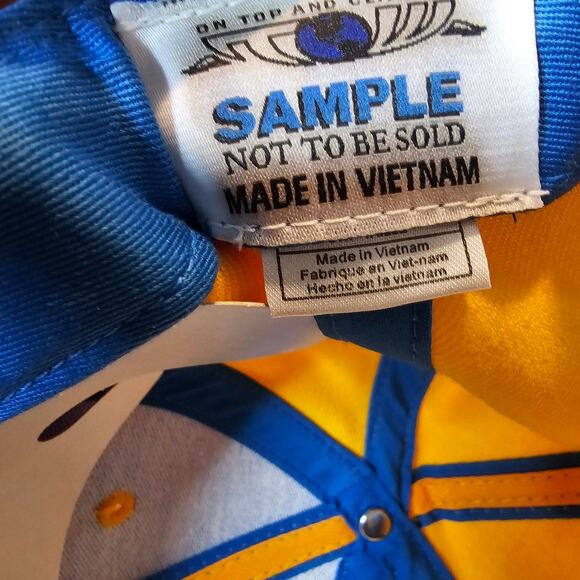 ON TOP AND
SAMPLE
NOT TO BE SOLD
MADE IN VIETNAM
Made in Vietnam
Fabriqué en Viet-nam
Hecho en la vietnam